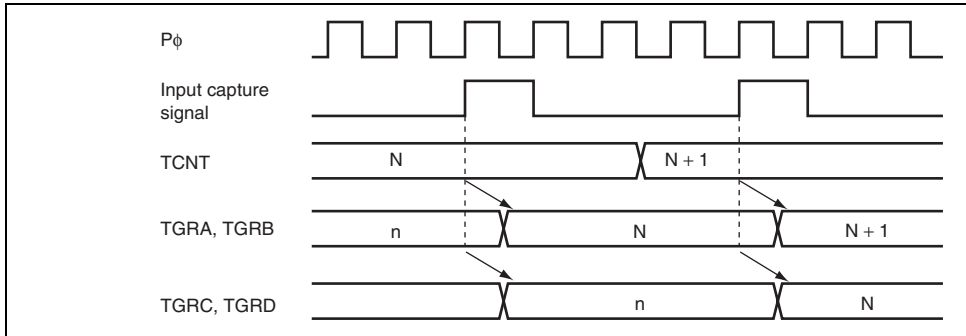 Pϕ
Input capture
signal
TCNT N N + 1
TGRA, TGRB n N N + 1
TGRC, TGRD n N